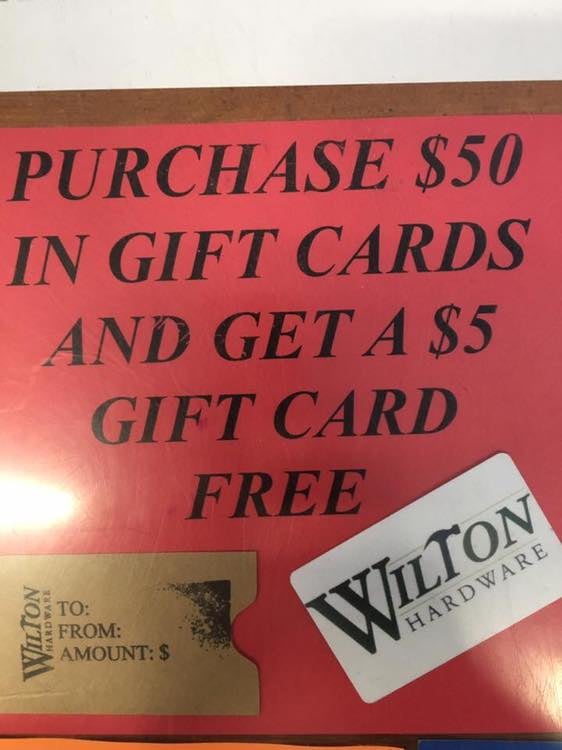 PURCHASE $50
IN GIFT CARDS
AND GET A $5
GIFT CARD
FREE
WILTON
HARDWARE
TO:
FROM:
AMOUNT: $
WILTON
HARDWARE